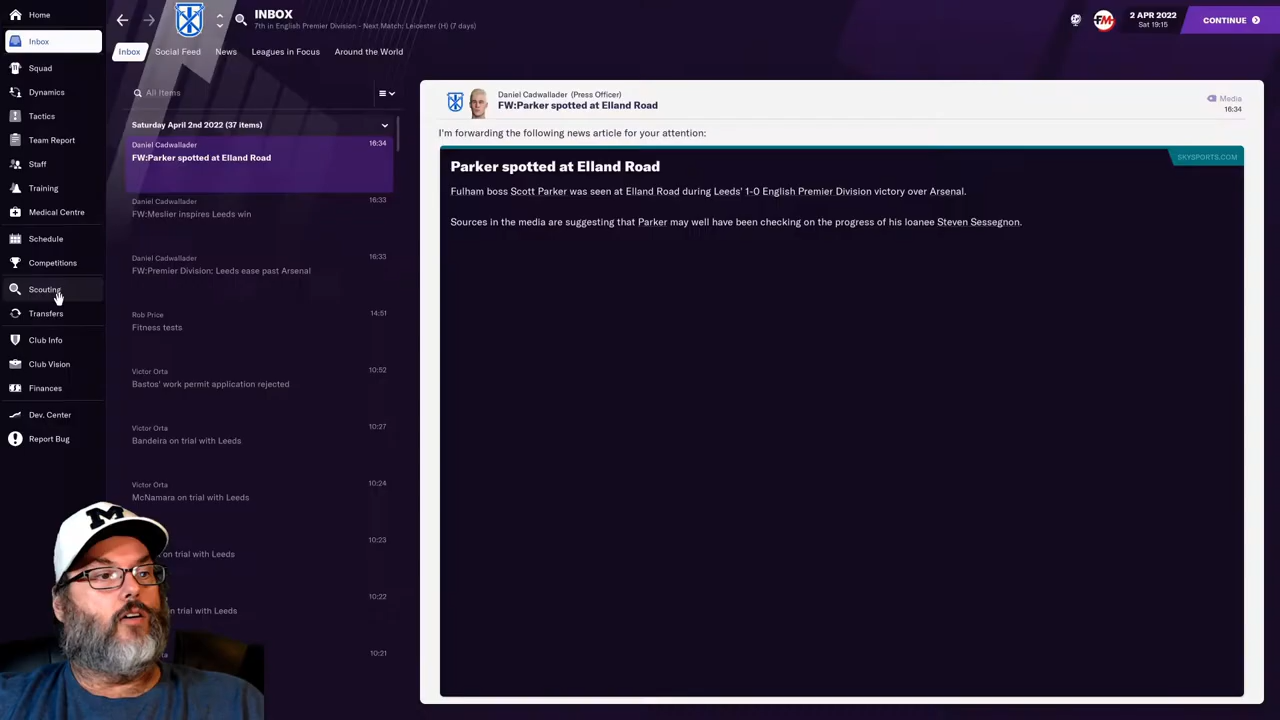 Home
Inbox
Squad
Dynamics
Tactics
Team Report
Staff
Training
Medical Centre
Schedule
Competitions
Scouting
Transfers
Club Info
Club Vision
Finances
Dev. Center
Report Bug
INBOX
7th in English Premier Division - Next Match: Leicester (H) (7 days)
FM
2 APR 2022
Sat 19:15
CONTINUE
Inbox
Social Feed
News
Leagues in Focus
Around the World
All Items
Saturday April 2nd 2022 (37 items)
Daniel Cadwallader 16:34
FW:Parker spotted at Elland Road
Daniel Cadwallader 16:33
FW:Meslier inspires Leeds win
Daniel Cadwallader 16:33
FW:Premier Division: Leeds ease past Arsenal
Rob Price 14:51
Fitness tests
Victor Orta 10:52
Bastos' work permit application rejected
Victor Orta 10:27
Bandeira on trial with Leeds
Victor Orta 10:24
McNamara on trial with Leeds
10:23
on trial with Leeds
10:22
on trial with Leeds
10:21
Daniel Cadwallader (Press Officer)
FW:Parker spotted at Elland Road
Media
16:34
I'm forwarding the following news article for your attention:
SKYSPORTS.COM
Parker spotted at Elland Road
Fulham boss Scott Parker was seen at Elland Road during Leeds' 1-0 English Premier Division victory over Arsenal.
Sources in the media are suggesting that Parker may well have been checking on the progress of his loanee Steven Sessegnon.
M